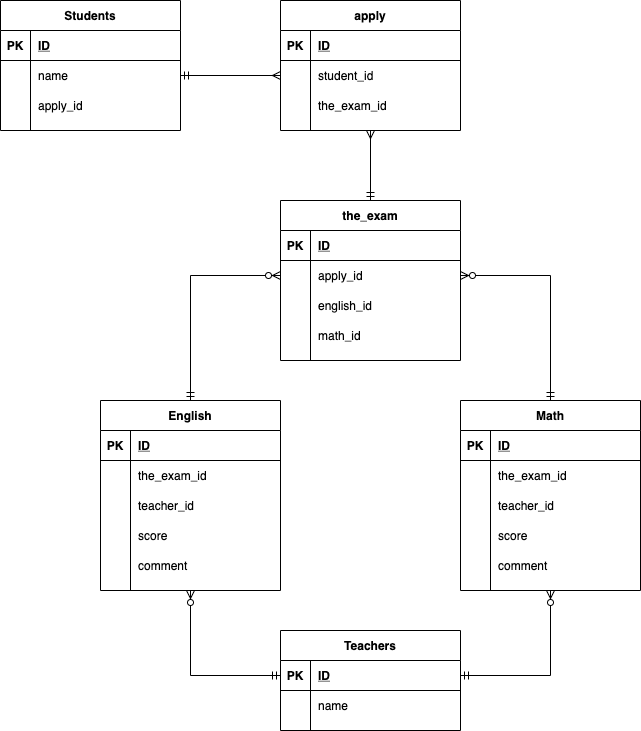 Students
PK ID
name
apply_id
apply
PK ID
student_id
the_exam_id
the_exam
PK ID
apply_id
english_id
math_id
English
PK ID
the_exam_id
teacher_id
score
comment
Math
PK ID
the_exam_id
teacher_id
score
comment
Teachers
PK ID
name